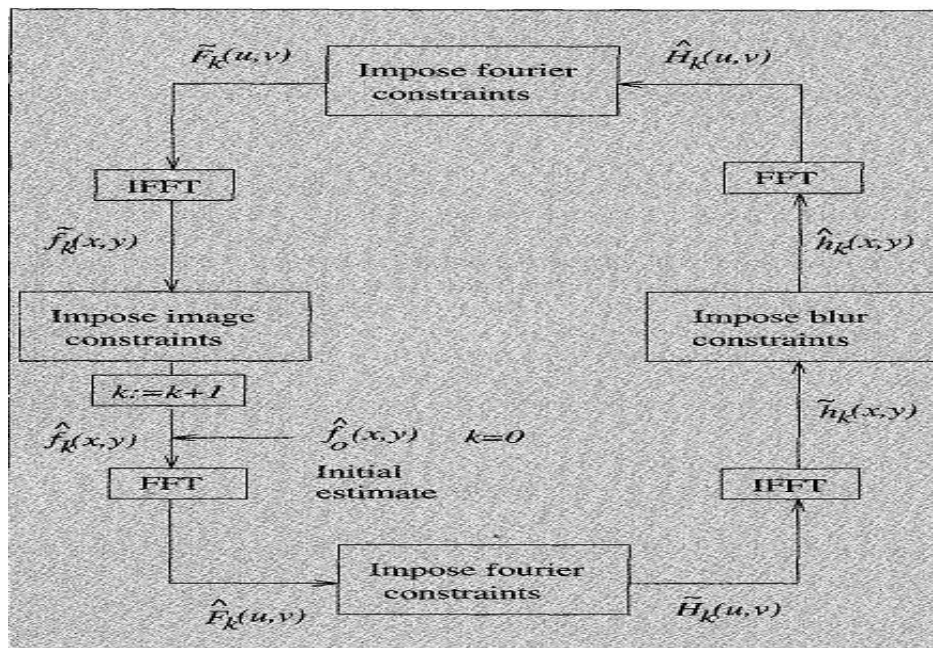 F̃k(u,v)
Impose fourier
constraints
Ĥk(u,v)
IFFT
FFT
f̃k(x,y)
ĥk(x,y)
Impose image
constraints
Impose blur
constraints
k:=k+1
h̃k(x,y)
f̂k(x,y)
f̂o(x,y) k=0
FFT
Initial
estimate
IFFT
Impose fourier
constraints
F̂k(u,v)
H̃k(u,v)